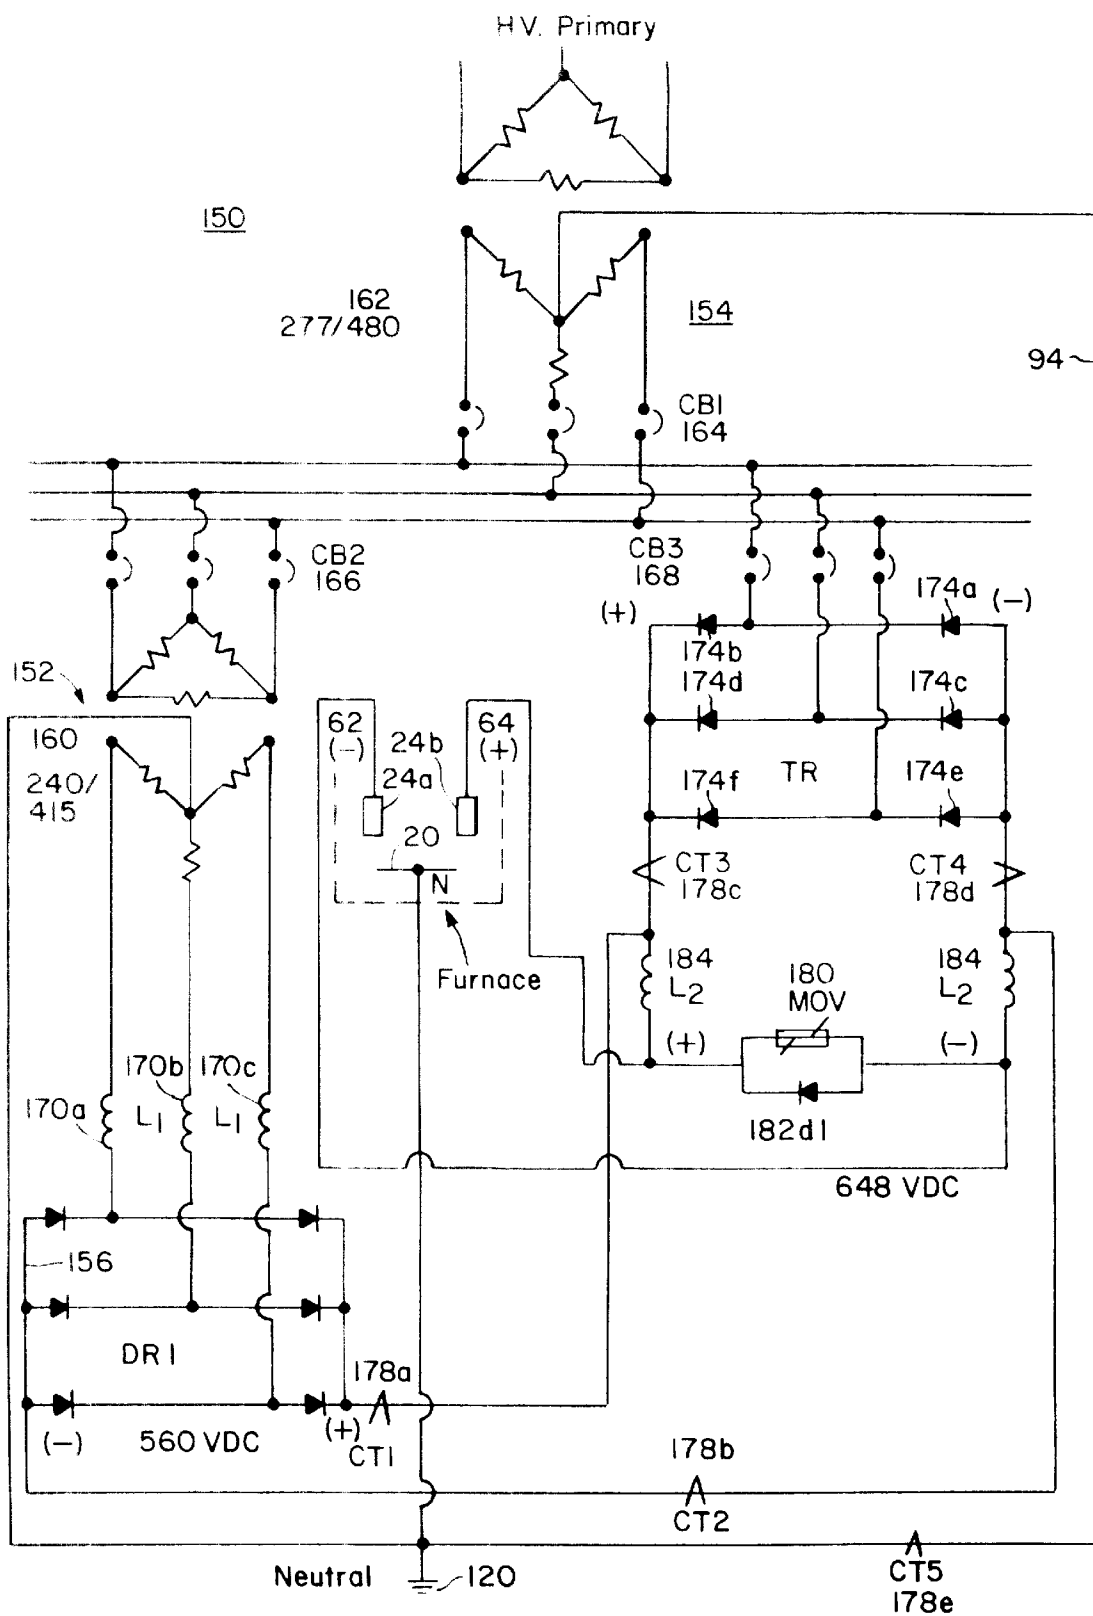 HV. Primary
150
162
277/480
154
94
CB1
164
CB2
166
CB3
168
174a
(+)
(-)
174b
174d
174c
152
160
240/
415
62
(-)
24b
64
(+)
24a
TR
174f
174e
20
N
CT3
178c
CT4
178d
Furnace
184
L2
180
MOV
184
L2
(+)
(-)
170b
170c
170a
L1
L1
182d1
648 VDC
156
DR1
178a
(-)
560 VDC
(+)
CT1
178b
CT2
Neutral
120
CT5
178e